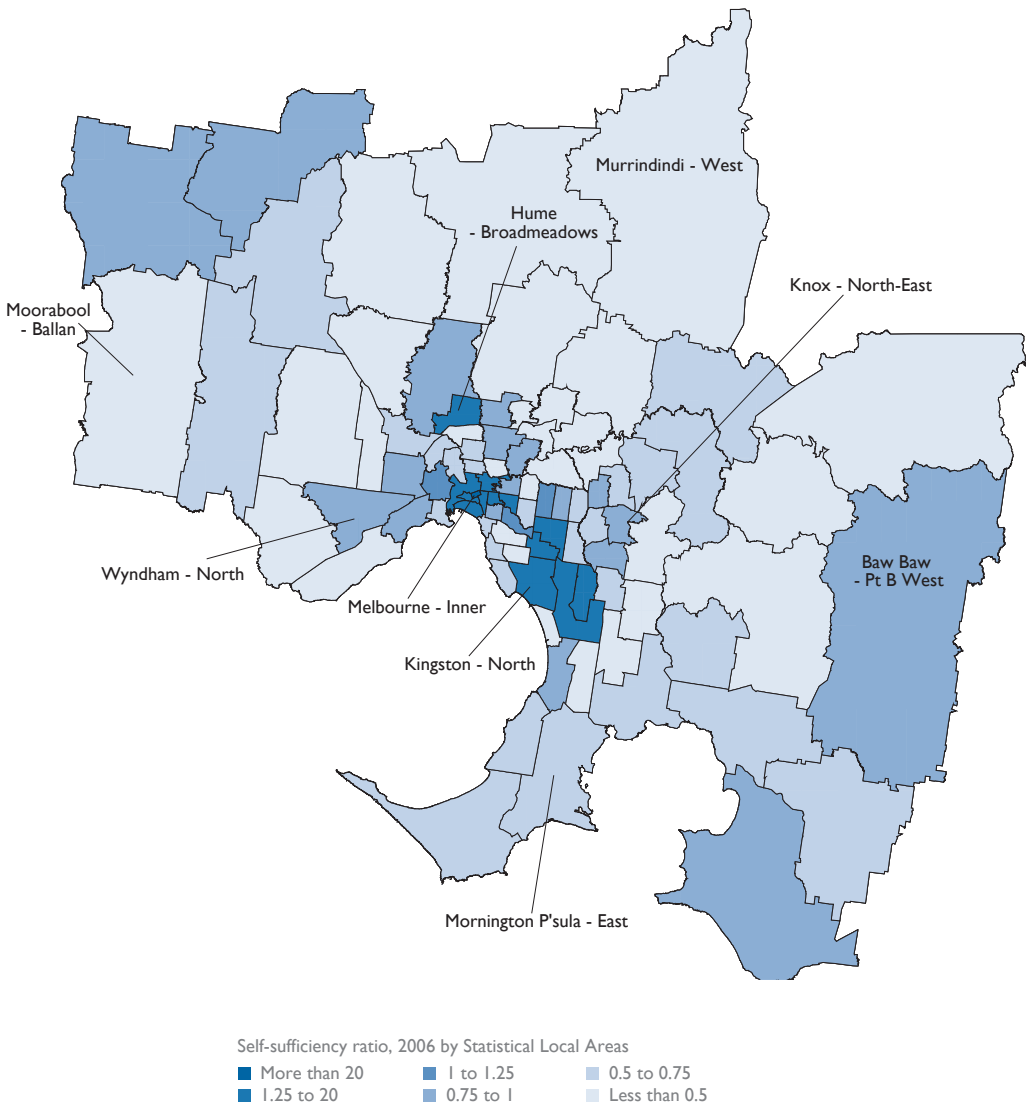 Murrindindi - West
Hume
- Broadmeadows
Knox - North-East
Moorabool
- Ballan
Baw Baw
- Pt B West
Wyndham - North
Melbourne - Inner
Kingston - North
Mornington P'sula - East
Self-sufficiency ratio, 2006 by Statistical Local Areas
More than 20
1 to 1.25
0.5 to 0.75
1.25 to 20
0.75 to 1
Less than 0.5